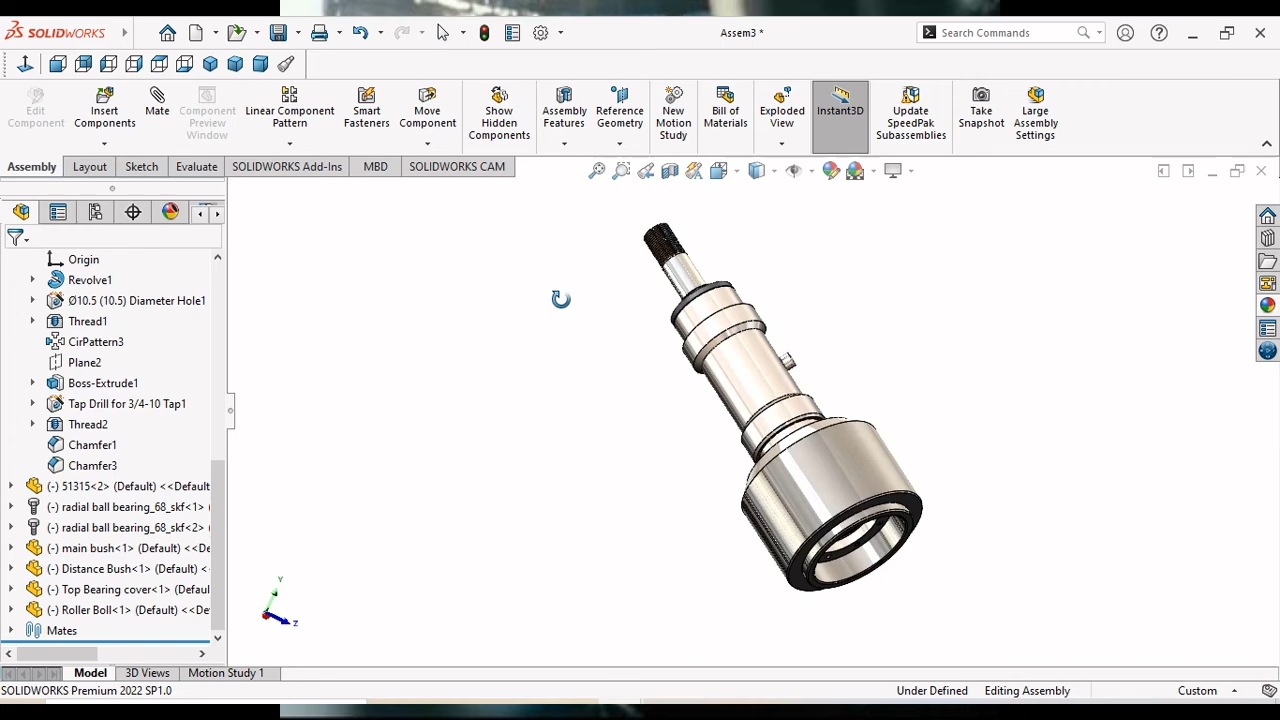 SOLIDWORKS
Assem3 *
Search Commands
Edit Component
Insert Components
Mate
Component Preview Window
Linear Component Pattern
Smart Fasteners
Move Component
Show Hidden Components
Assembly Features
Reference Geometry
New Motion Study
Bill of Materials
Exploded View
Instant3D
Update SpeedPak Subassemblies
Take Snapshot
Large Assembly Settings
Assembly
Layout
Sketch
Evaluate
SOLIDWORKS Add-Ins
MBD
SOLIDWORKS CAM
Origin
Revolve1
Ø10.5 (10.5) Diameter Hole1
Thread1
CirPattern3
Plane2
Boss-Extrude1
Tap Drill for 3/4-10 Tap1
Thread2
Chamfer1
Chamfer3
(-) 51315<2> (Default) <<Default
(-) radial ball bearing_68_skf<1> (
(-) radial ball bearing_68_skf<2> (
(-) main bush<1> (Default) <<De
(-) Distance Bush<1> (Default) <
(-) Top Bearing cover<1> (Defaul
(-) Roller Boll<1> (Default) <<De
Mates
Y
Z
Model
3D Views
Motion Study 1
SOLIDWORKS Premium 2022 SP1.0
Under Defined
Editing Assembly
Custom